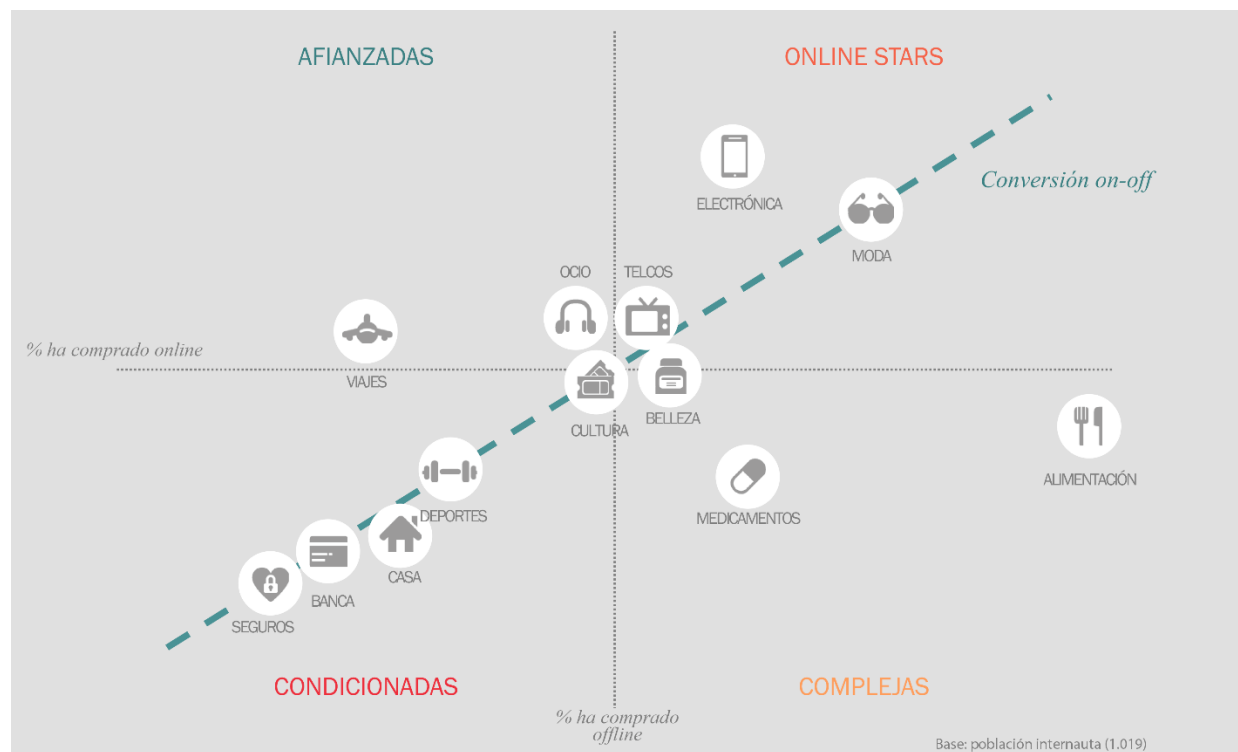 AFIANZADAS
ONLINE STARS
Conversión on-off
ELECTRÓNICA
MODA
OCIO
TELCOS
% ha comprado online
VIAJES
CULTURA
BELLEZA
ALIMENTACIÓN
MEDICAMENTOS
DEPORTES
CASA
BANCA
SEGUROS
CONDICIONADAS
COMPLEJAS
% ha comprado
offline
Base: población internauta (1.019)